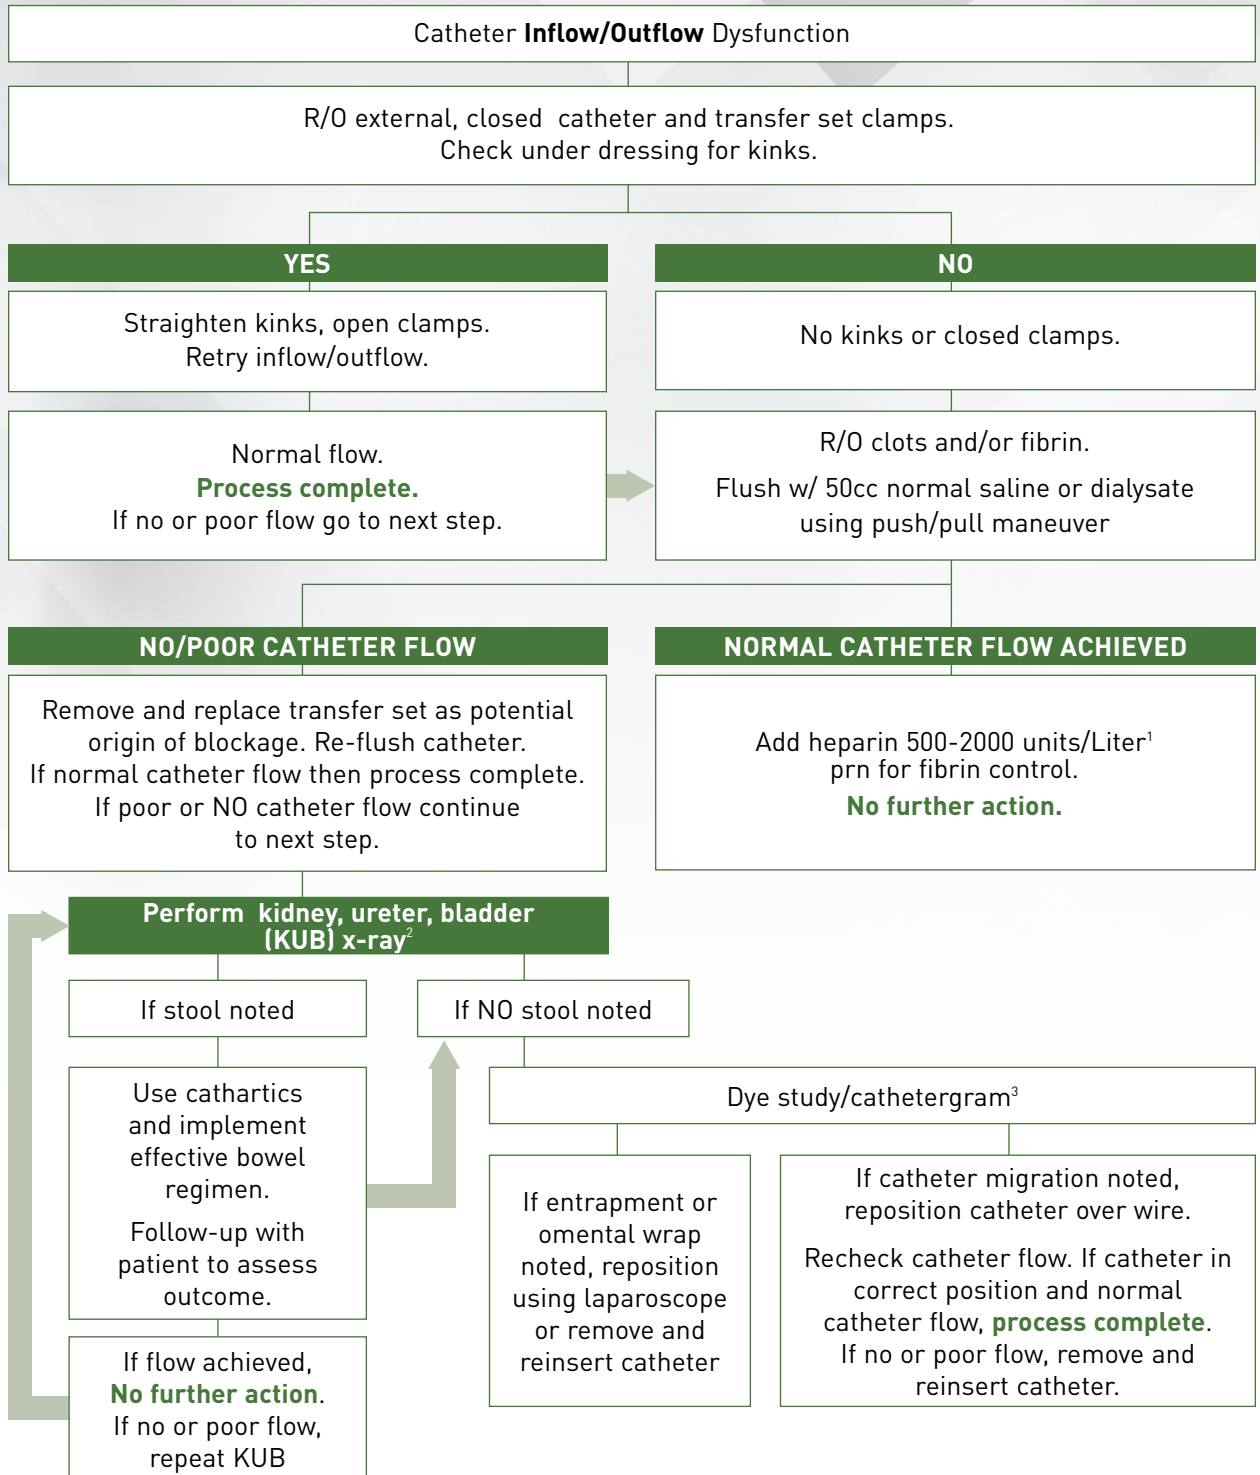 Catheter Inflow/Outflow Dysfunction
R/O external, closed catheter and transfer set clamps.
Check under dressing for kinks.
YES
Straighten kinks, open clamps.
Retry inflow/outflow.
Normal flow.
Process complete.
If no or poor flow go to next step.
NO
No kinks or closed clamps.
R/O clots and/or fibrin.
Flush w/ 50cc normal saline or dialysate
using push/pull maneuver
NO/POOR CATHETER FLOW
Remove and replace transfer set as potential
origin of blockage. Re-flush catheter.
If normal catheter flow then process complete.
If poor or NO catheter flow continue
to next step.
NORMAL CATHETER FLOW ACHIEVED
Add heparin 500-2000 units/Liter¹
prn for fibrin control.
No further action.
Perform kidney, ureter, bladder
(KUB) x-ray²
If stool noted
Use cathartics
and implement
effective bowel
regimen.
Follow-up with
patient to assess
outcome.
If flow achieved,
No further action.
If no or poor flow,
repeat KUB
If NO stool noted
Dye study/cathetergram³
If entrapment or
omental wrap
noted, reposition
using laparoscope
or remove and
reinsert catheter
If catheter migration noted,
reposition catheter over wire.
Recheck catheter flow. If catheter in
correct position and normal
catheter flow, process complete.
If no or poor flow, remove and
reinsert catheter.